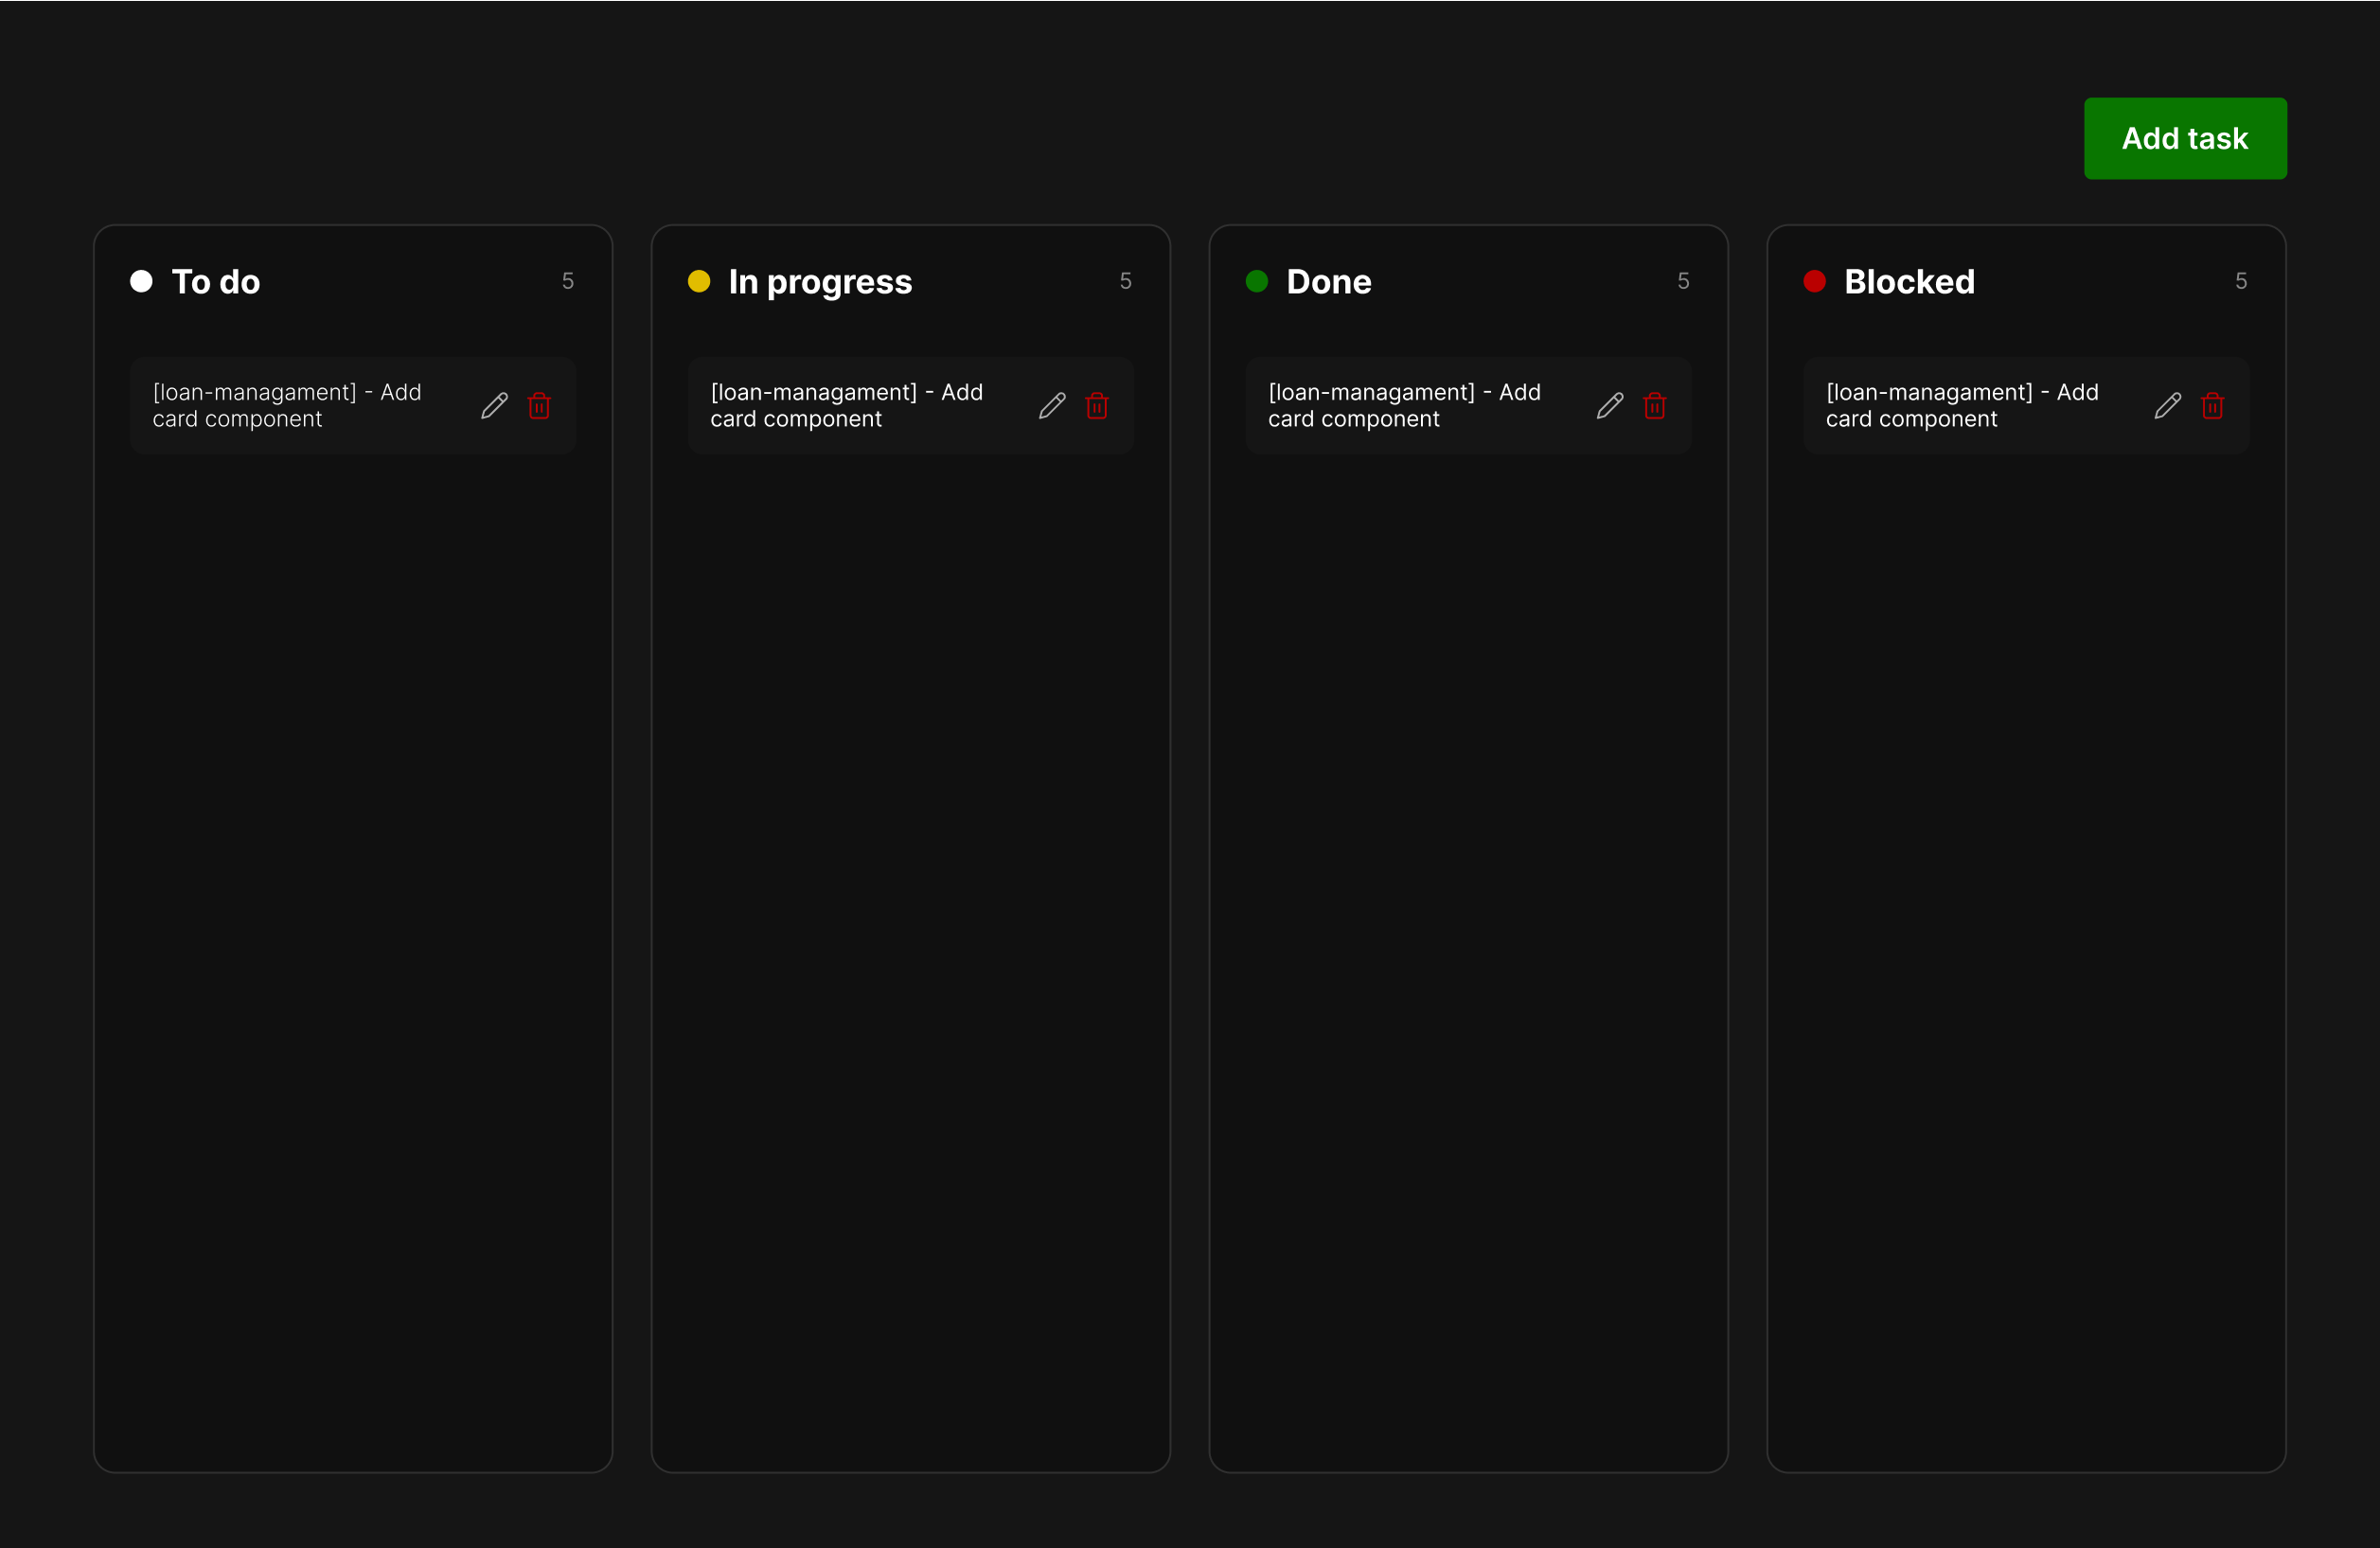 Add task
To do
5
[loan-managament] - Add
card component
In progress
5
[loan-managament] - Add
card component
Done
5
[loan-managament] - Add
card component
Blocked
5
[loan-managament] - Add
card component